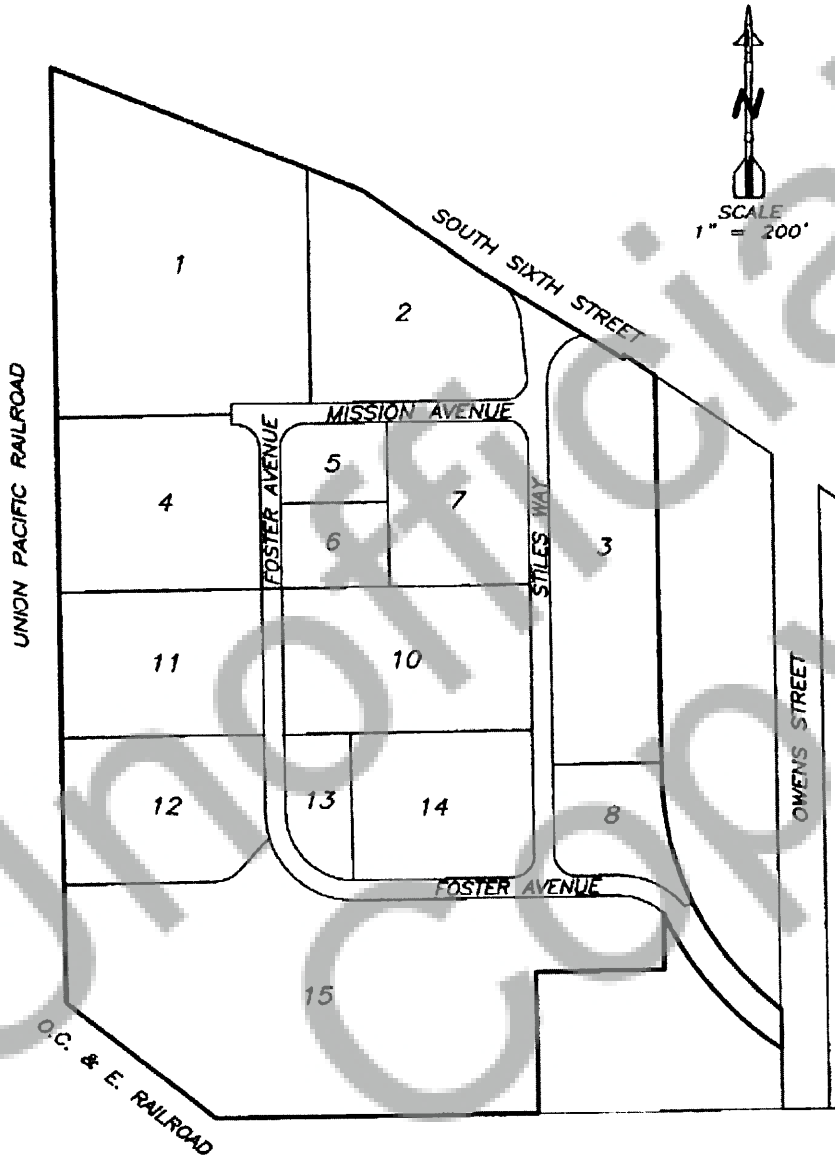 N
SCALE
1" = 200'
SOUTH SIXTH STREET
1
2
UNION PACIFIC RAILROAD
MISSION AVENUE
FOSTER AVENUE
5
4
7
6
STILES WAY
3
11
10
OWENS STREET
12
13
14
8
FOSTER AVENUE
15
O.C. & E. RAILROAD
Unofficial
Copy